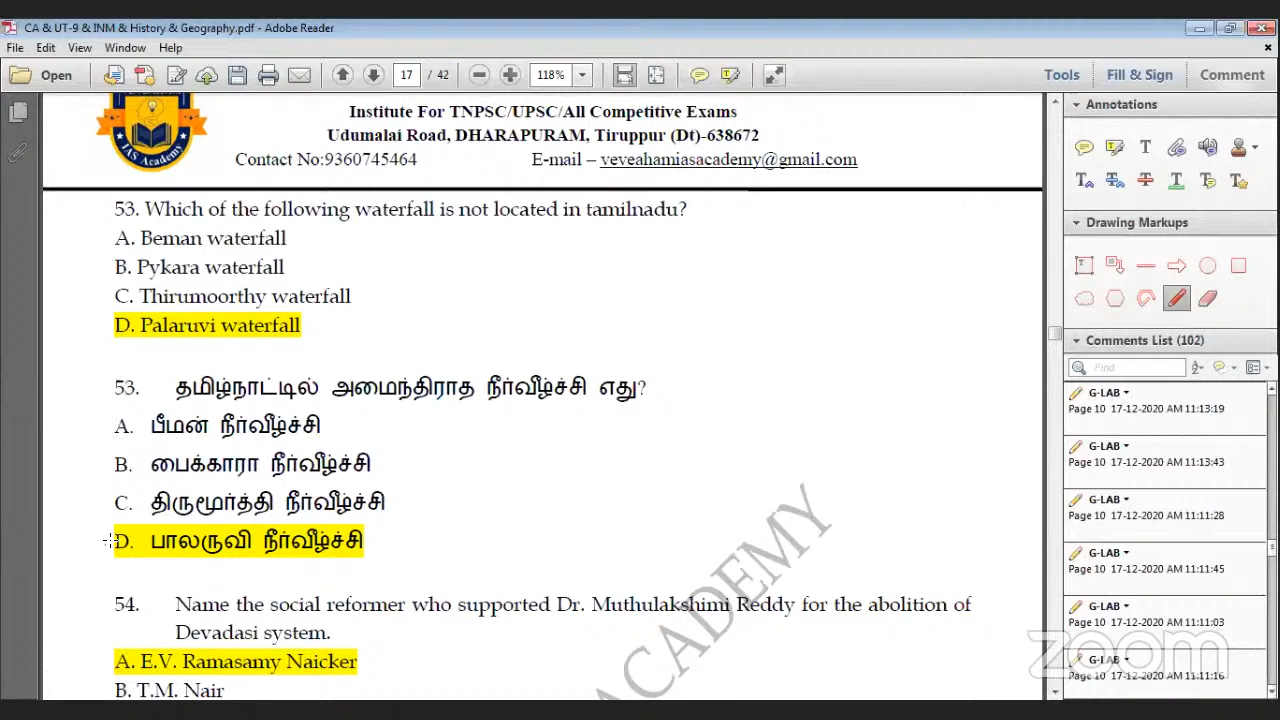 CA & UT-9 & INM & History & Geography.pdf - Adobe Reader
File Edit View Window Help
Open 17 / 42 118% Tools Fill & Sign Comment
IAS Academy
Institute For TNPSC/UPSC/All Competitive Exams
Udumalai Road, DHARAPURAM, Tiruppur (Dt)-638672
Contact No:9360745464 E-mail – veveahamiasacademy@gmail.com
53. Which of the following waterfall is not located in tamilnadu?
A. Beman waterfall
B. Pykara waterfall
C. Thirumoorthy waterfall
D. Palaruvi waterfall
53. தமிழ்நாட்டில் அமைந்திராத நீர்வீழ்ச்சி எது?
A. பீமன் நீர்வீழ்ச்சி
B. பைக்காரா நீர்வீழ்ச்சி
C. திருமூர்த்தி நீர்வீழ்ச்சி
D. பாலருவி நீர்வீழ்ச்சி
54. Name the social reformer who supported Dr. Muthulakshimi Reddy for the abolition of
Devadasi system.
A. E.V. Ramasamy Naicker
B. T.M. Nair
ACADEMY
Annotations
Drawing Markups
Comments List (102)
Find
G-LAB
Page 10 17-12-2020 AM 11:13:19
G-LAB
Page 10 17-12-2020 AM 11:13:43
G-LAB
Page 10 17-12-2020 AM 11:11:28
G-LAB
Page 10 17-12-2020 AM 11:11:45
G-LAB
Page 10 17-12-2020 AM 11:11:03
G-LAB
Page 10 17-12-2020 AM 11:11:16
zoom